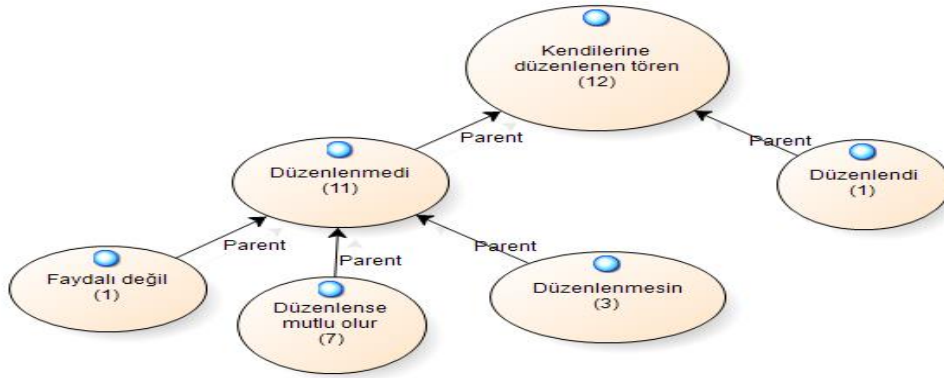 Kendilerine
düzenlenen tören
(12)
Parent
Parent
Düzenlenmedi
(11)
Düzenlendi
(1)
Parent
Parent
Parent
Faydalı değil
(1)
Düzenlense
mutlu olur
(7)
Düzenlenmesin
(3)